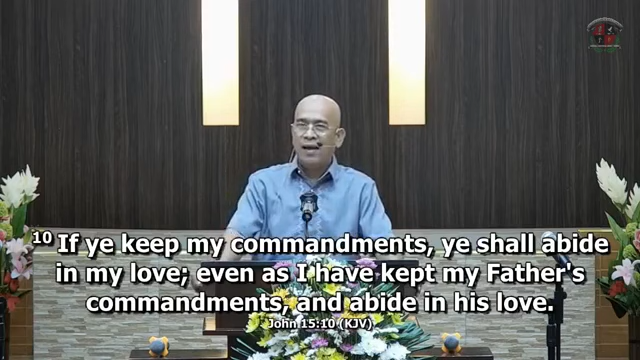 10 If ye keep my commandments, ye shall abide
in my love; even as I have kept my Father's
commandments, and abide in his love.
John 15:10 (KJV)